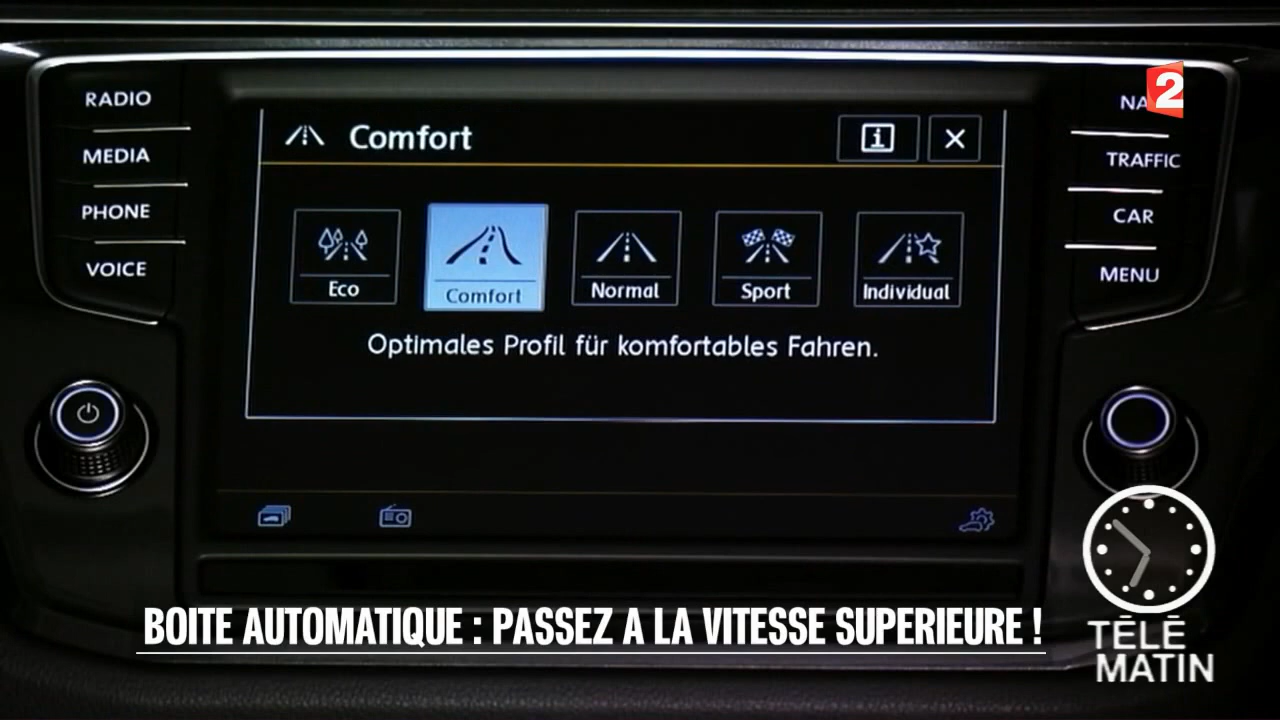 RADIO
MEDIA
PHONE
VOICE
Comfort
i
Eco
Comfort
Normal
Sport
Individual
Optimales Profil für komfortables Fahren.
2
TRAFFIC
CAR
MENU
BOITE AUTOMATIQUE : PASSEZ A LA VITESSE SUPERIEURE !
TÉLÉ
MATIN